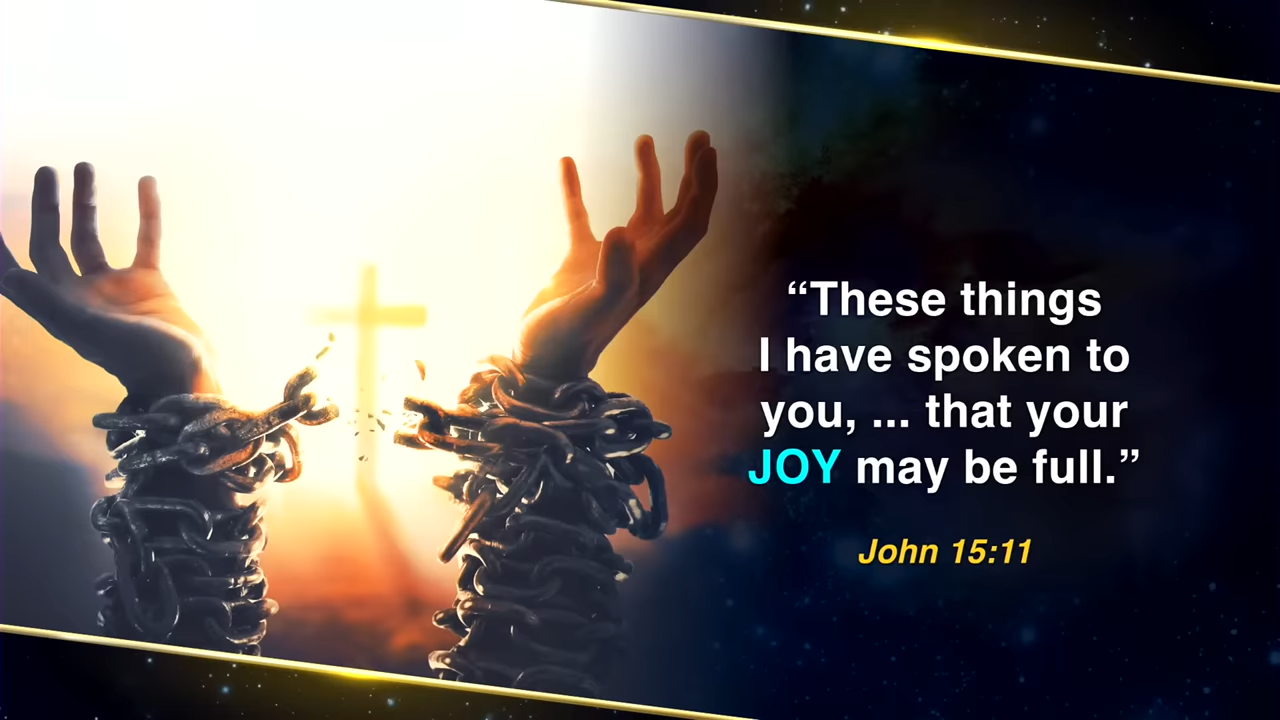 “These things
I have spoken to
you, ... that your
JOY may be full.”
John 15:11